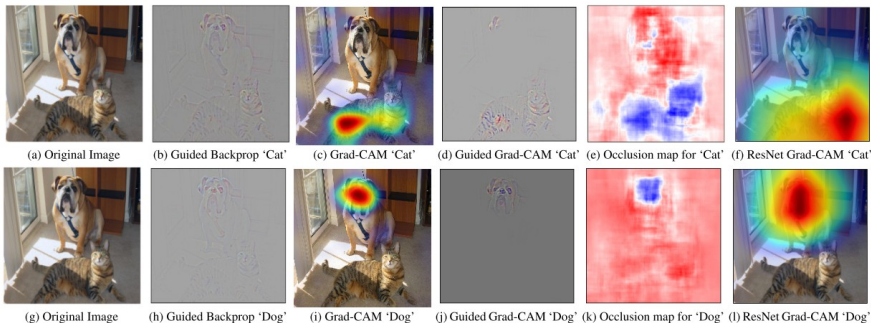 (a) Original Image (b) Guided Backprop ‘Cat’ (c) Grad-CAM ‘Cat’ (d) Guided Grad-CAM ‘Cat’ (e) Occlusion map for ‘Cat’ (f) ResNet Grad-CAM ‘Cat’
(g) Original Image (h) Guided Backprop ‘Dog’ (i) Grad-CAM ‘Dog’ (j) Guided Grad-CAM ‘Dog’ (k) Occlusion map for ‘Dog’ (l) ResNet Grad-CAM ‘Dog’